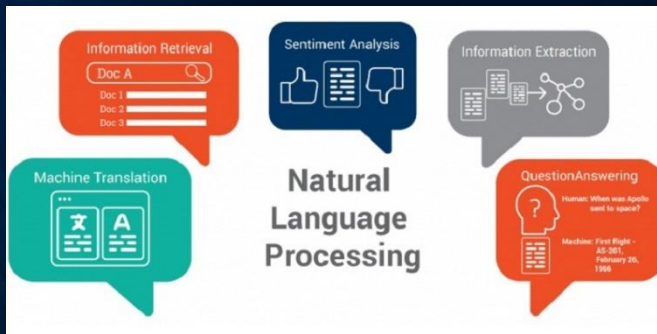 Information Retrieval
Doc A
Doc 1
Doc 2
Doc 3
Sentiment Analysis
Information Extraction
Machine Translation
文 A
Natural
Language
Processing
QuestionAnswering
?
Human: When was Apollo
sent to space?
Machine: First flight -
AS-201,
February 26,
1966